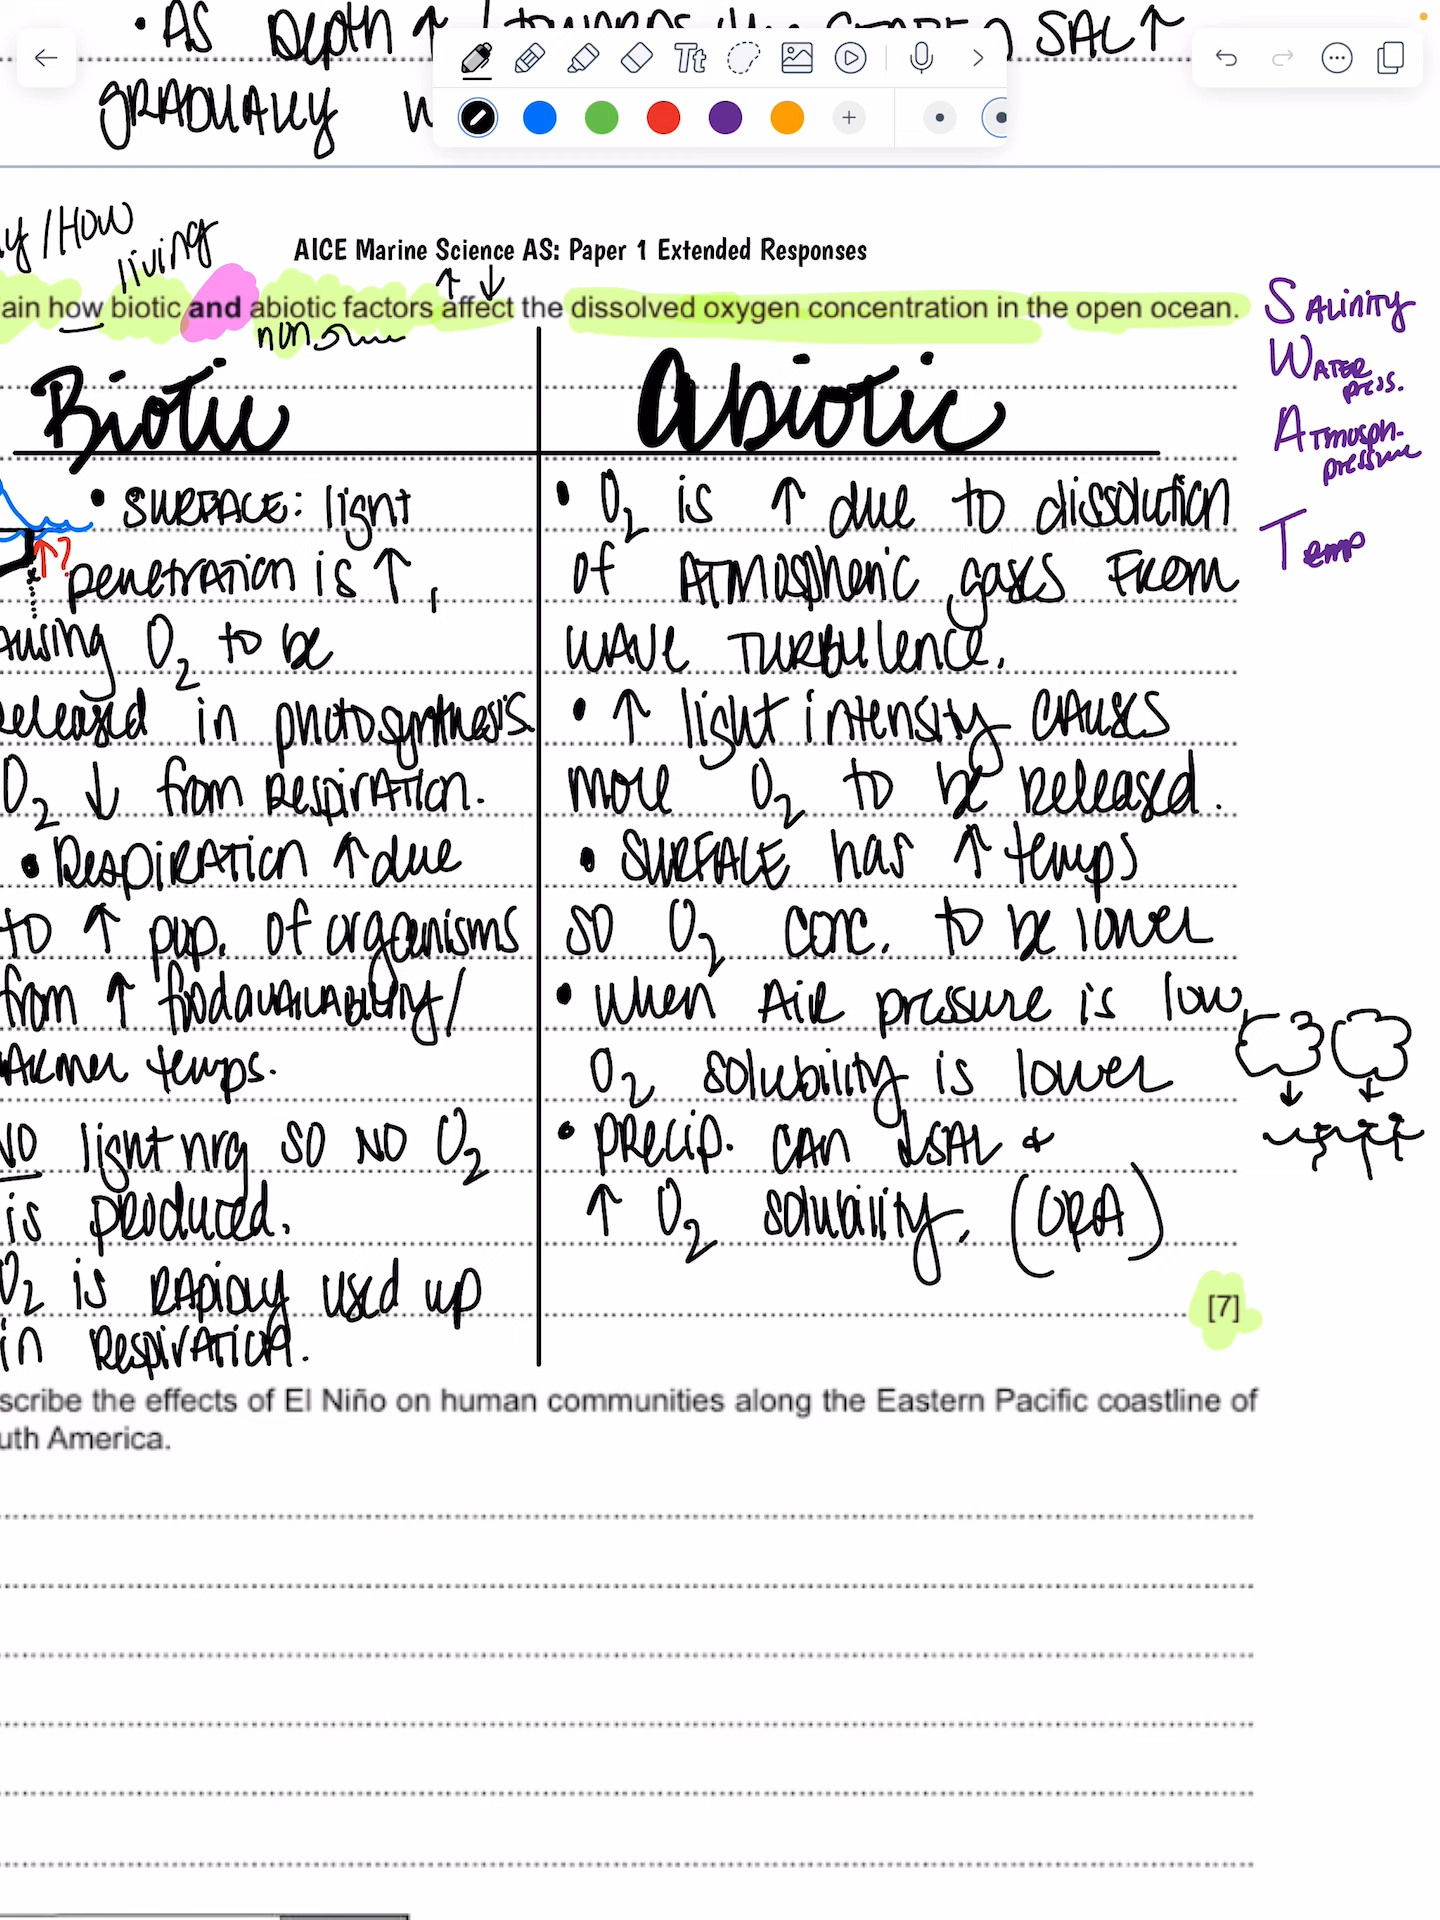 • AS Depth ↑ / TOWARDS SAL ↑
GRADUALLY
/HOW
living
AICE Marine Science AS: Paper 1 Extended Responses
↑ ↓
ain how biotic and abiotic factors affect the dissolved oxygen concentration in the open ocean.
SALINITY
WATER
pres.
ATMOSPH-
pressure
Temp
Biotic
• SURFACE: light
↑?
penetration is ↑,
ausing O2 to be
released in photosynthesis.
O2 ↓ from RESPIRATION.
• RESPIRATION ↑ due
to ↑ pop. of organisms
from ↑ food availability/
armer temps.
NO light nrg SO NO O2
is produced.
O2 is RAPIDLY used up
in RESPIRATION.
Abiotic
• O2 is ↑ due to dissolution
of ATMOSPHERIC gases FROM
WAVE TURBULENCE.
• ↑ light intensity CAUSES
more O2 to be released.
• SURFACE has ↑ temps
SO O2 conc. to be lower
• when AIR pressure is low,
O2 solubility is lower
• PRECIP. CAN ↓ SAL &
↑ O2 solubility. (ORA)
[7]
scribe the effects of El Niño on human communities along the Eastern Pacific coastline of
uth America.